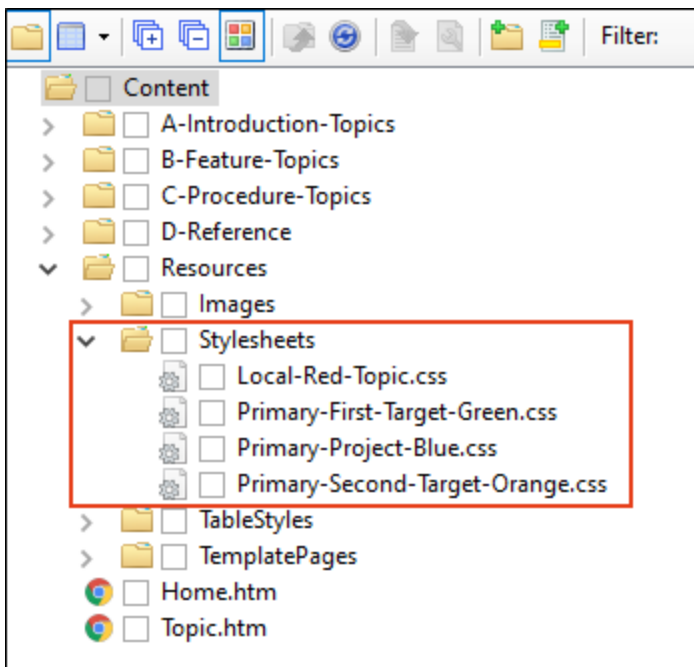 Filter:
Content
A-Introduction-Topics
B-Feature-Topics
C-Procedure-Topics
D-Reference
Resources
Images
Stylesheets
Local-Red-Topic.css
Primary-First-Target-Green.css
Primary-Project-Blue.css
Primary-Second-Target-Orange.css
TableStyles
TemplatePages
Home.htm
Topic.htm